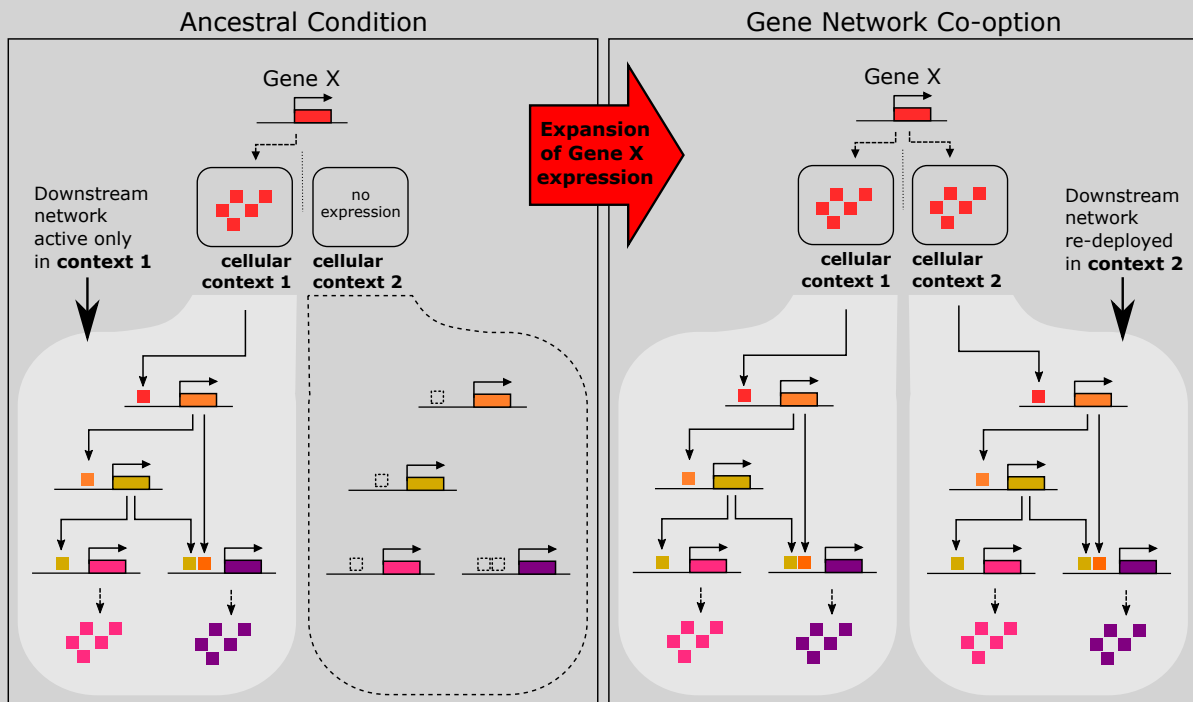 Ancestral Condition
Gene X
no
expression
Downstream
network
active only
in context 1
cellular
context 1
cellular
context 2
Expansion
of Gene X
expression
Gene Network Co-option
Gene X
cellular
context 1
cellular
context 2
Downstream
network
re-deployed
in context 2